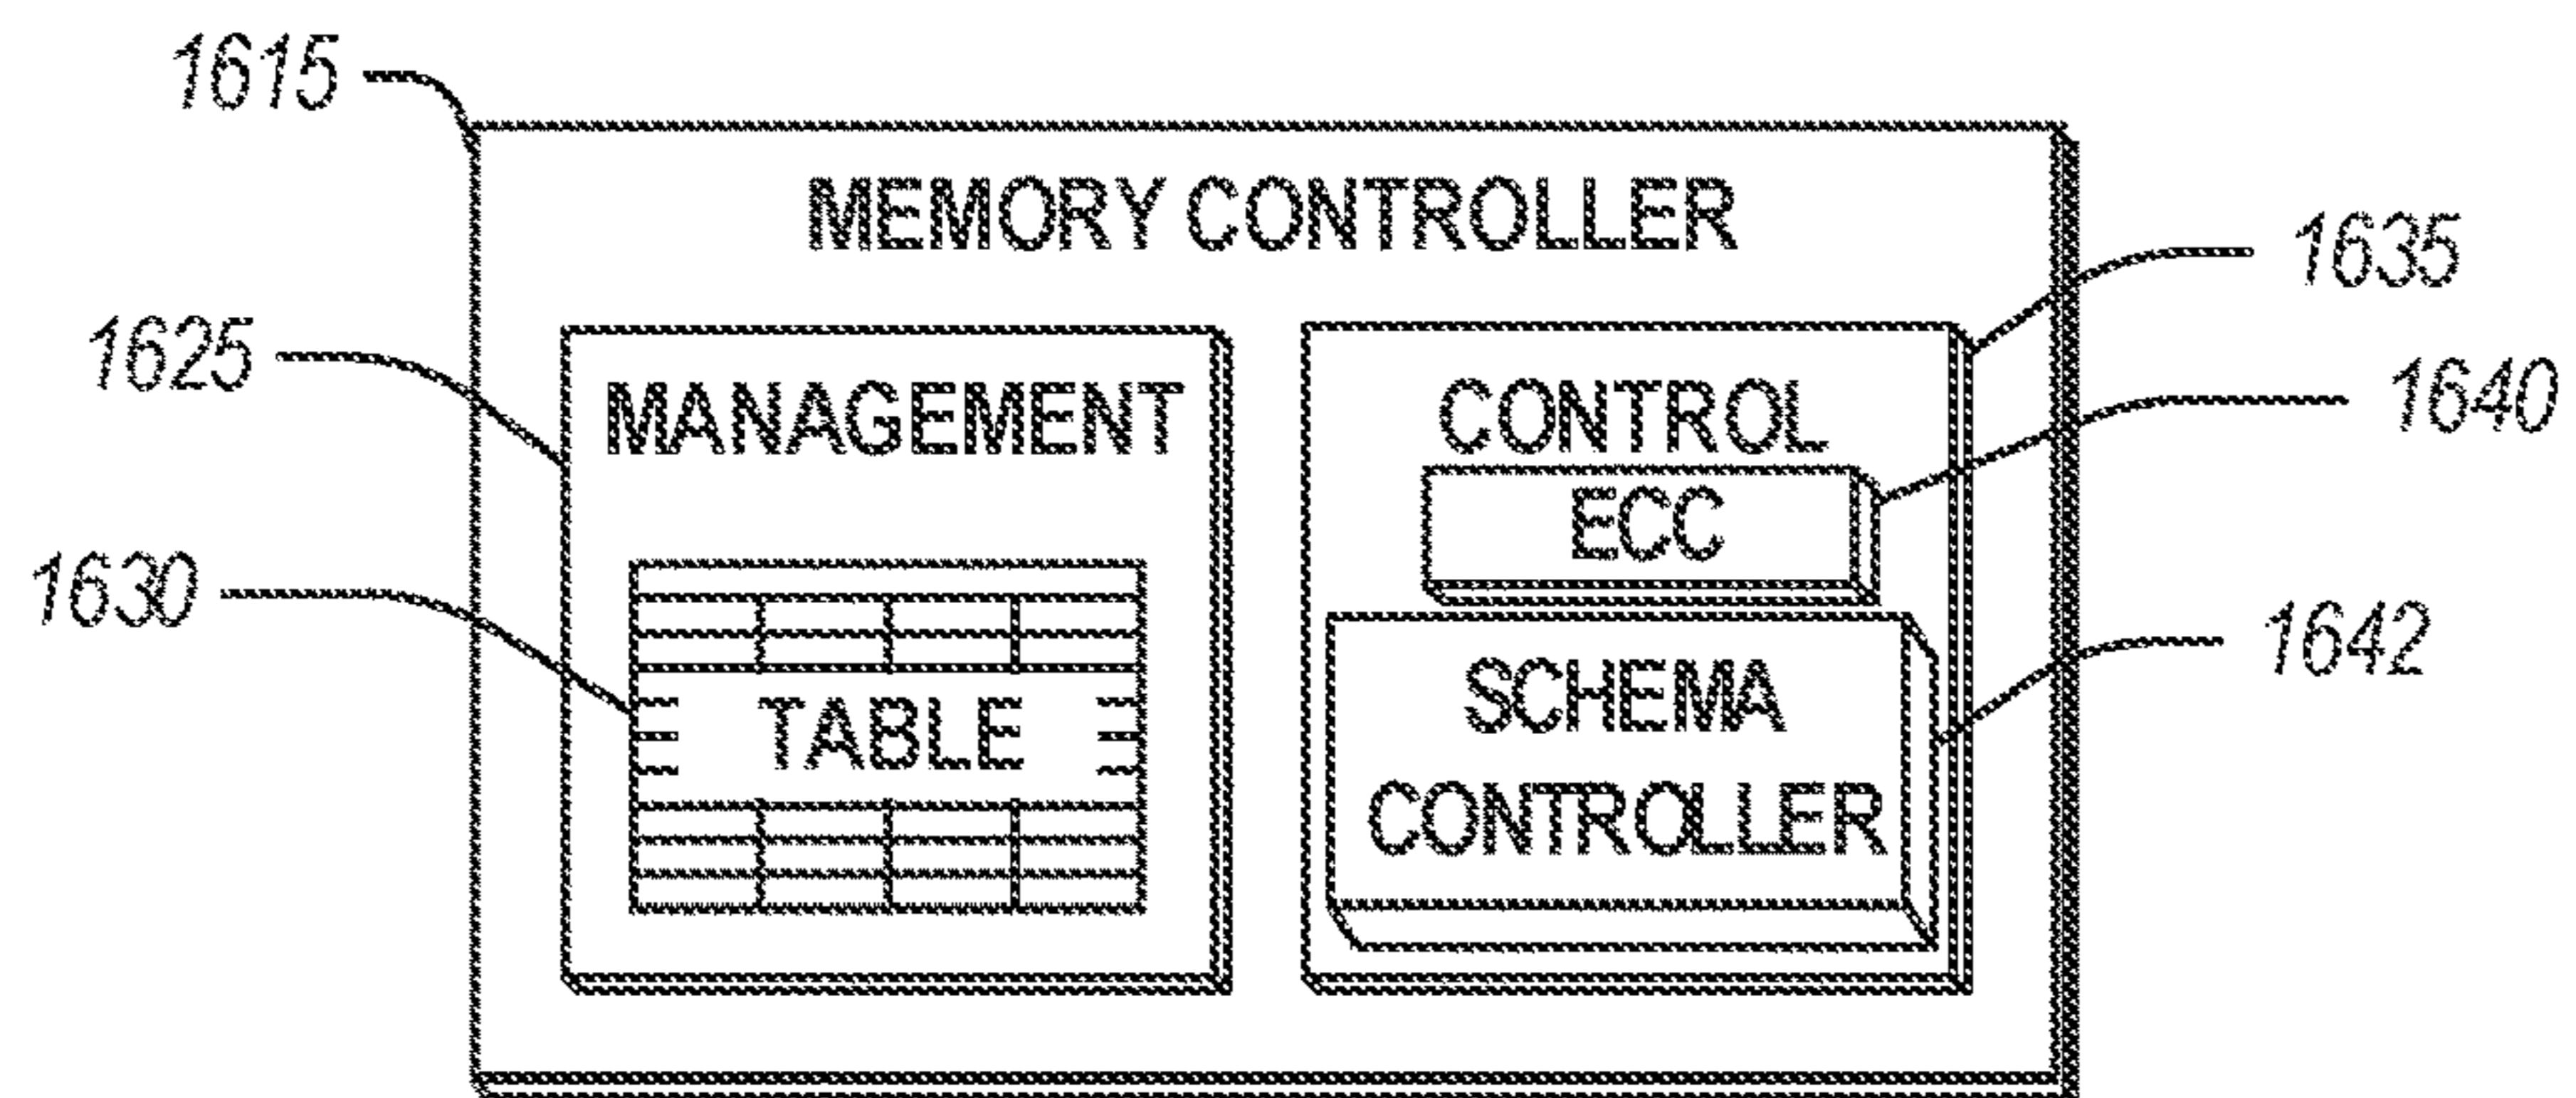 1615
MEMORY CONTROLLER
1635
1625
MANAGEMENT
CONTROL
1640
ECC
1630
TABLE
SCHEMA
CONTROLLER
1642